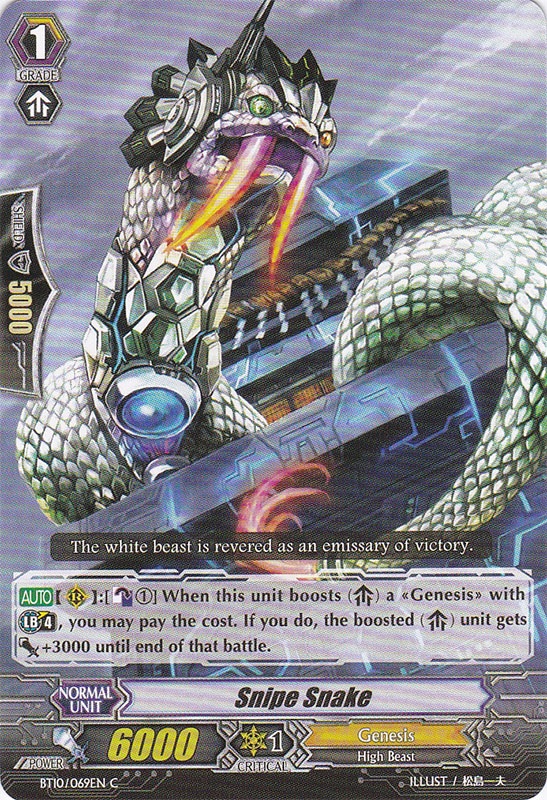 1
GRADE
SHIELD
5000
The white beast is revered as an emissary of victory.
AUTO [ ]:[ ①] When this unit boosts ( ) a «Genesis» with
LB 4, you may pay the cost. If you do, the boosted ( ) unit gets
+3000 until end of that battle.
NORMAL
UNIT
Snipe Snake
POWER
6000
1
CRITICAL
Genesis
High Beast
BT10/069EN C
ILLUST / 松島一夫